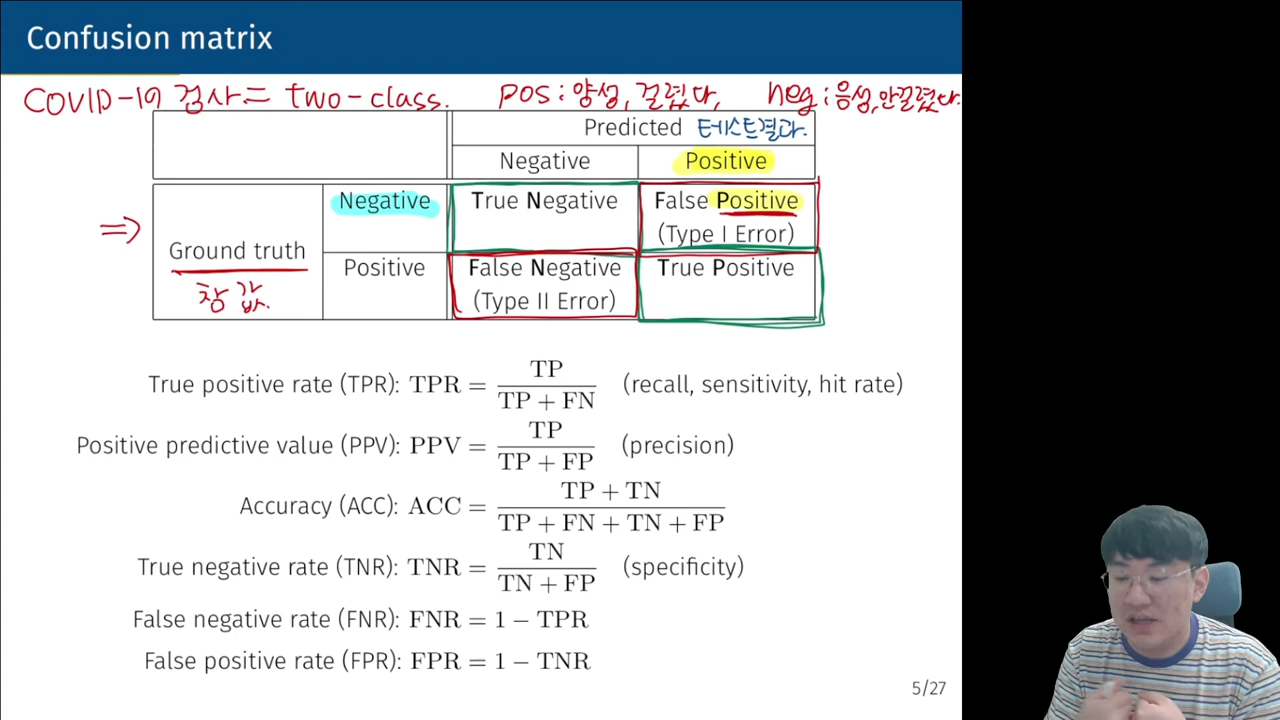 Confusion matrix
COVID-19 검사 = two-class. pos : 양성, 걸렸다, neg : 음성, 안걸렸다.
Predicted 테스트결과.
Negative Positive
Negative True Negative False Positive
(Type I Error)
⇒ Ground truth
참값.
Positive False Negative True Positive
(Type II Error)
True positive rate (TPR): TPR = TP / (TP + FN) (recall, sensitivity, hit rate)
Positive predictive value (PPV): PPV = TP / (TP + FP) (precision)
Accuracy (ACC): ACC = (TP + TN) / (TP + FN + TN + FP)
True negative rate (TNR): TNR = TN / (TN + FP) (specificity)
False negative rate (FNR): FNR = 1 − TPR
False positive rate (FPR): FPR = 1 − TNR
5/27